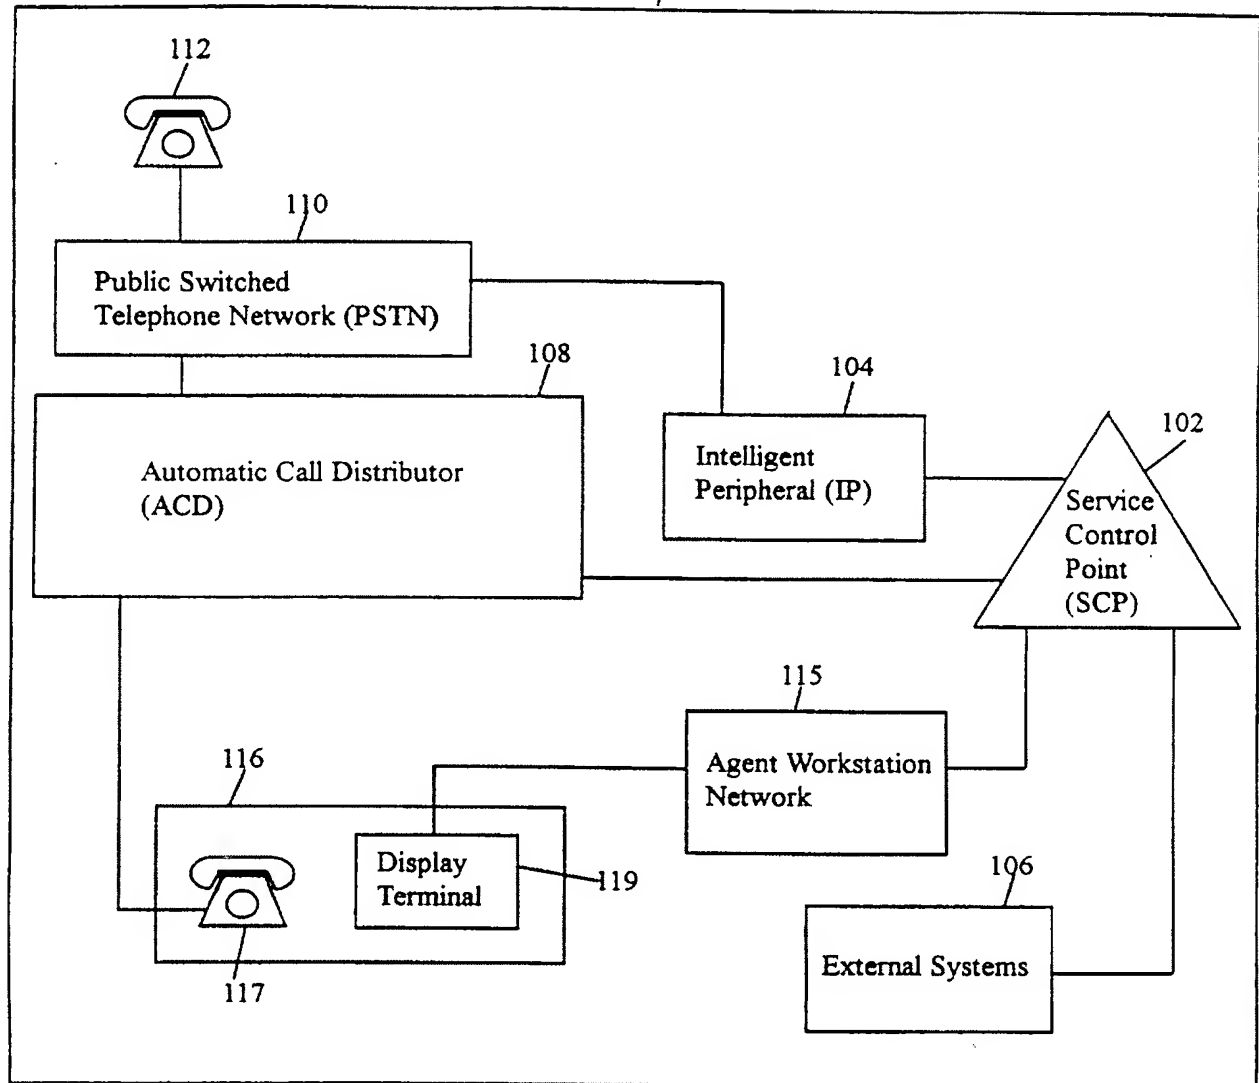 112
110
Public Switched
Telephone Network (PSTN)
108
Automatic Call Distributor
(ACD)
104
Intelligent
Peripheral (IP)
102
Service
Control
Point
(SCP)
115
Agent Workstation
Network
116
Display
Terminal
119
117
106
External Systems